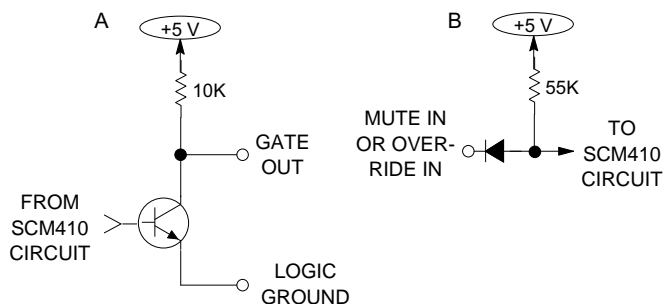 A
+5 V
10K
GATE
OUT
FROM
SCM410
CIRCUIT
LOGIC
GROUND
B
+5 V
55K
MUTE IN
OR OVER-
RIDE IN
TO
SCM410
CIRCUIT